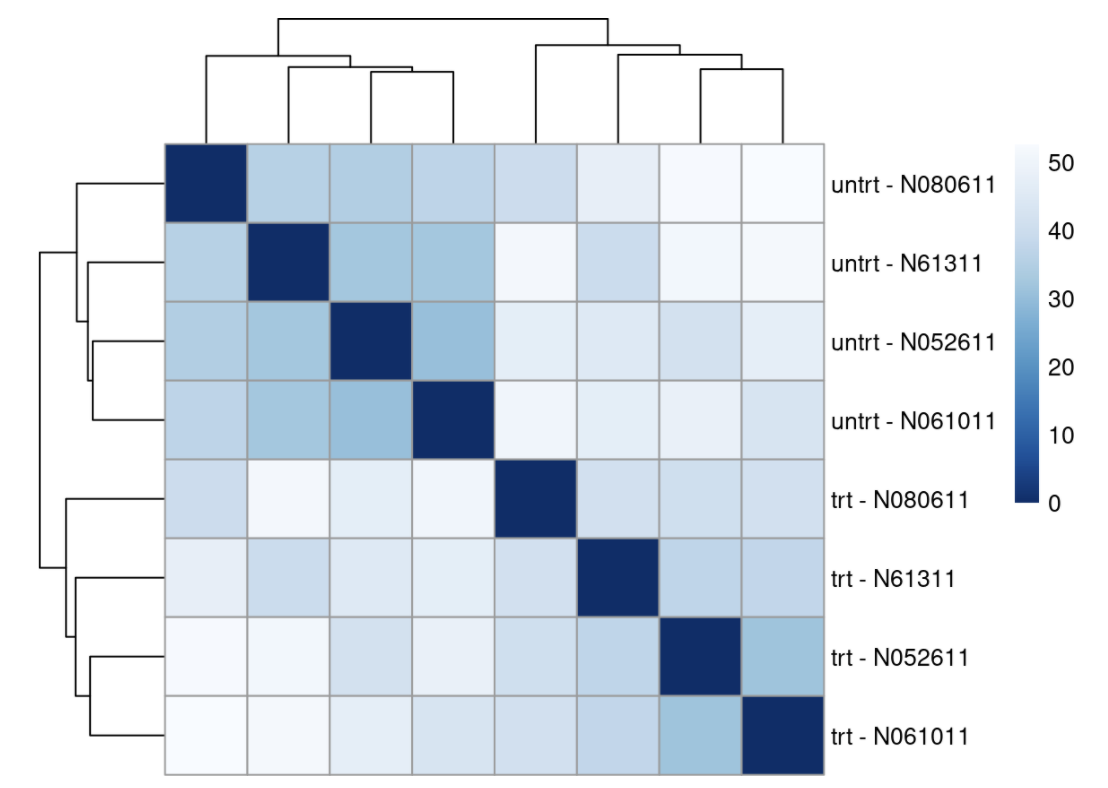 untrt - N080611
untrt - N61311
untrt - N052611
untrt - N061011
trt - N080611
trt - N61311
trt - N052611
trt - N061011
50
40
30
20
10
0